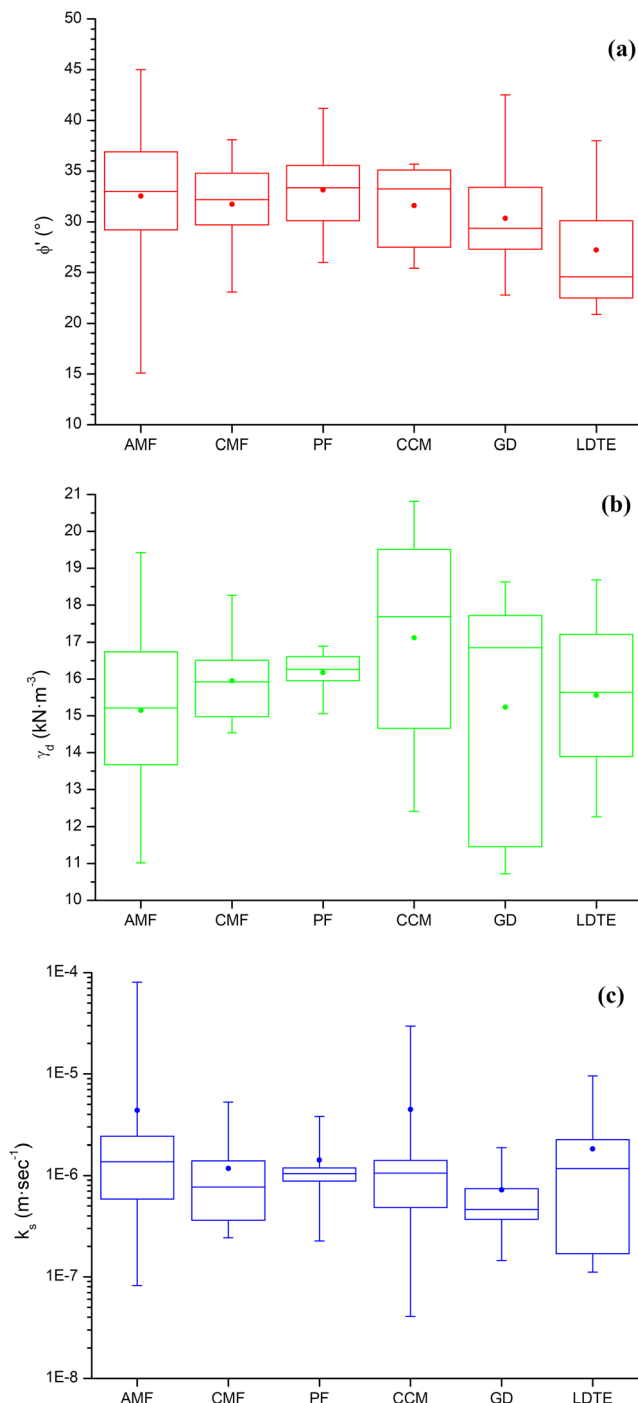 (a)
50
45
40
35
30
25
20
15
10
ϕ' (°)
AMF CMF PF CCM GD LDTE
(b)
21
20
19
18
17
16
15
14
13
12
11
10
γd (kN·m⁻³)
AMF CMF PF CCM GD LDTE
(c)
1E-4
1E-5
1E-6
1E-7
1E-8
ks (m·sec⁻¹)
AMF CMF PF CCM GD LDTE